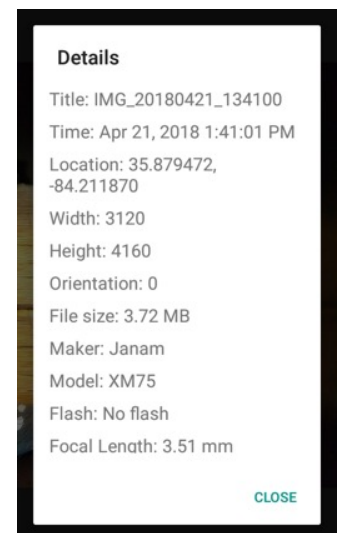 Details
Title: IMG_20180421_134100
Time: Apr 21, 2018 1:41:01 PM
Location: 35.879472,
-84.211870
Width: 3120
Height: 4160
Orientation: 0
File size: 3.72 MB
Maker: Janam
Model: XM75
Flash: No flash
Focal Length: 3.51 mm
CLOSE